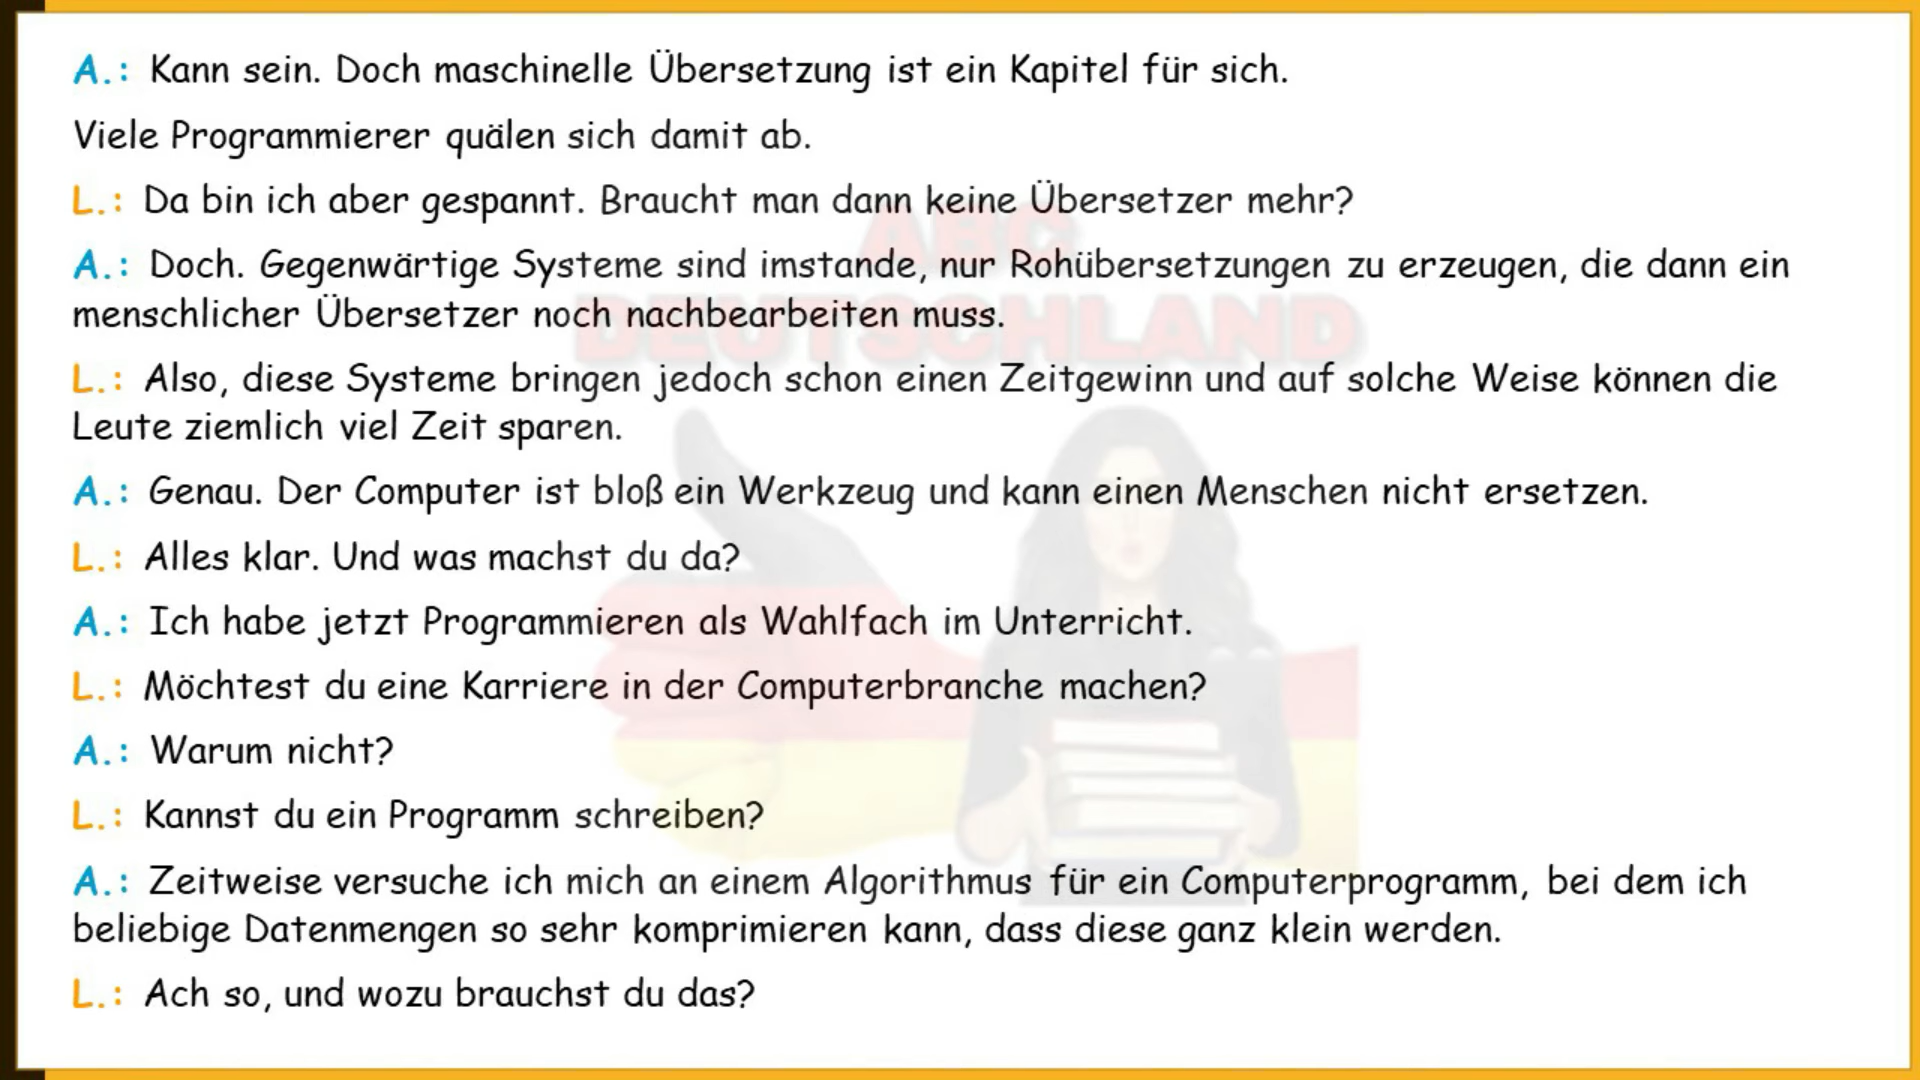 A.: Kann sein. Doch maschinelle Übersetzung ist ein Kapitel für sich.
Viele Programmierer quälen sich damit ab.
L.: Da bin ich aber gespannt. Braucht man dann keine Übersetzer mehr?
A.: Doch. Gegenwärtige Systeme sind imstande, nur Rohübersetzungen zu erzeugen, die dann ein
menschlicher Übersetzer noch nachbearbeiten muss.
L.: Also, diese Systeme bringen jedoch schon einen Zeitgewinn und auf solche Weise können die
Leute ziemlich viel Zeit sparen.
A.: Genau. Der Computer ist bloß ein Werkzeug und kann einen Menschen nicht ersetzen.
L.: Alles klar. Und was machst du da?
A.: Ich habe jetzt Programmieren als Wahlfach im Unterricht.
L.: Möchtest du eine Karriere in der Computerbranche machen?
A.: Warum nicht?
L.: Kannst du ein Programm schreiben?
A.: Zeitweise versuche ich mich an einem Algorithmus für ein Computerprogramm, bei dem ich
beliebige Datenmengen so sehr komprimieren kann, dass diese ganz klein werden.
L.: Ach so, und wozu brauchst du das?
ABC
DEUTSCHLAND